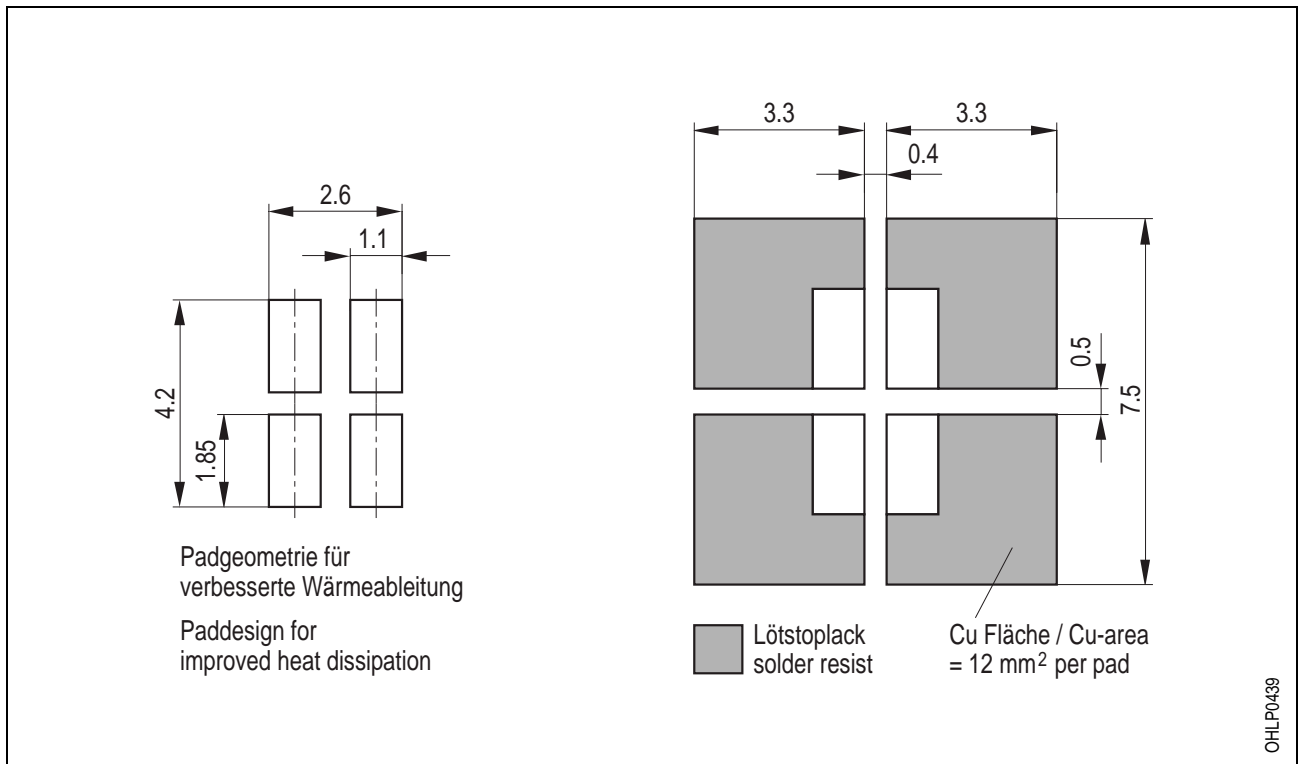 2.6
1.1
4.2
1.85
Padgeometrie für
verbesserte Wärmeableitung
Paddesign for
improved heat dissipation
3.3
3.3
0.4
0.5
7.5
Lötstoplack
solder resist
Cu Fläche / Cu-area
= 12 mm² per pad
OHLP0439